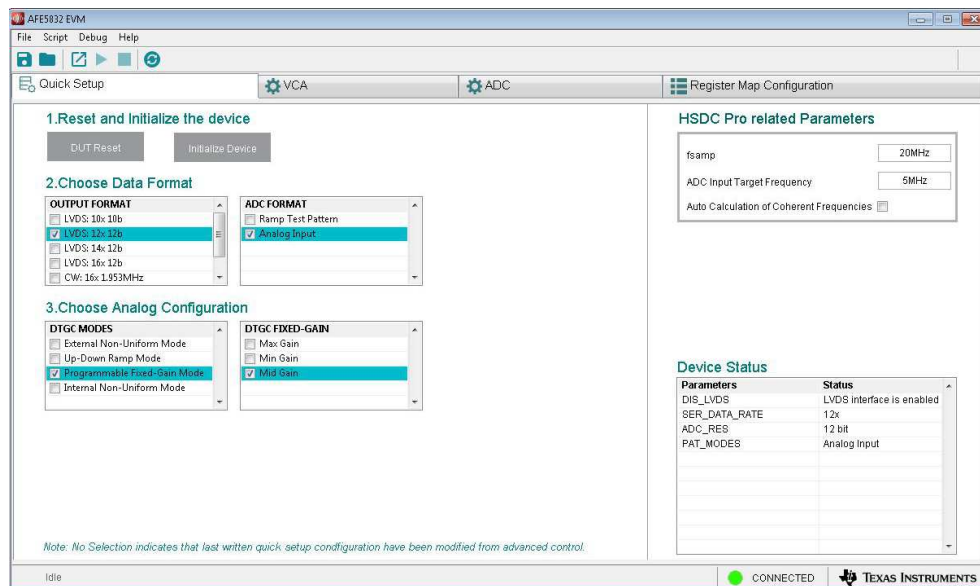 AFE5832 EVM
File Script Debug Help
Quick Setup
VCA
ADC
Register Map Configuration
1.Reset and Initialize the device
DUT Reset
Initialize Device
2.Choose Data Format
OUTPUT FORMAT
LVDS: 10x 10b
LVDS: 12x 12b
LVDS: 14x 12b
LVDS: 16x 12b
CW: 16x 1.953MHz
ADC FORMAT
Ramp Test Pattern
Analog Input
3.Choose Analog Configuration
DTGC MODES
External Non-Uniform Mode
Up-Down Ramp Mode
Programmable Fixed-Gain Mode
Internal Non-Uniform Mode
DTGC FIXED-GAIN
Max Gain
Min Gain
Mid Gain
Note: No Selection indicates that last written quick setup condfiguration have been modified from advanced control.
HSDC Pro related Parameters
fsamp 20MHz
ADC Input Target Frequency 5MHz
Auto Calculation of Coherent Frequencies
Device Status
Parameters Status
DIS_LVDS LVDS interface is enabled
SER_DATA_RATE 12x
ADC_RES 12 bit
PAT_MODES Analog Input
Idle
CONNECTED
TEXAS INSTRUMENTS